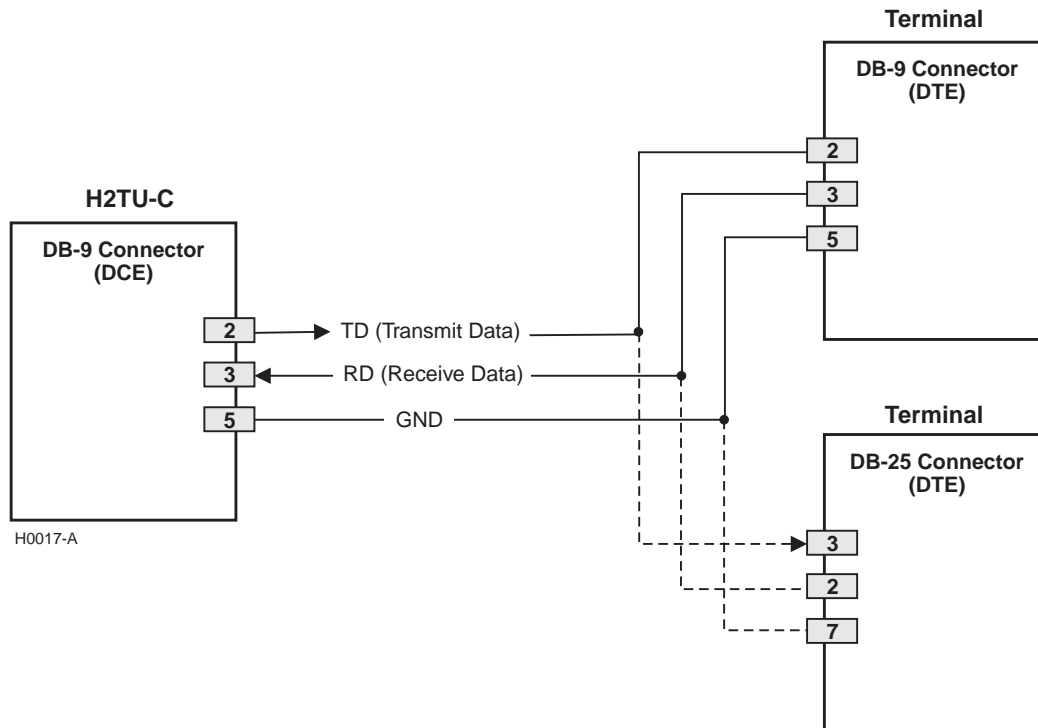 Terminal
DB-9 Connector
(DTE)
2
3
5
H2TU-C
DB-9 Connector
(DCE)
2
TD (Transmit Data)
3
RD (Receive Data)
5
GND
H0017-A
Terminal
DB-25 Connector
(DTE)
3
2
7